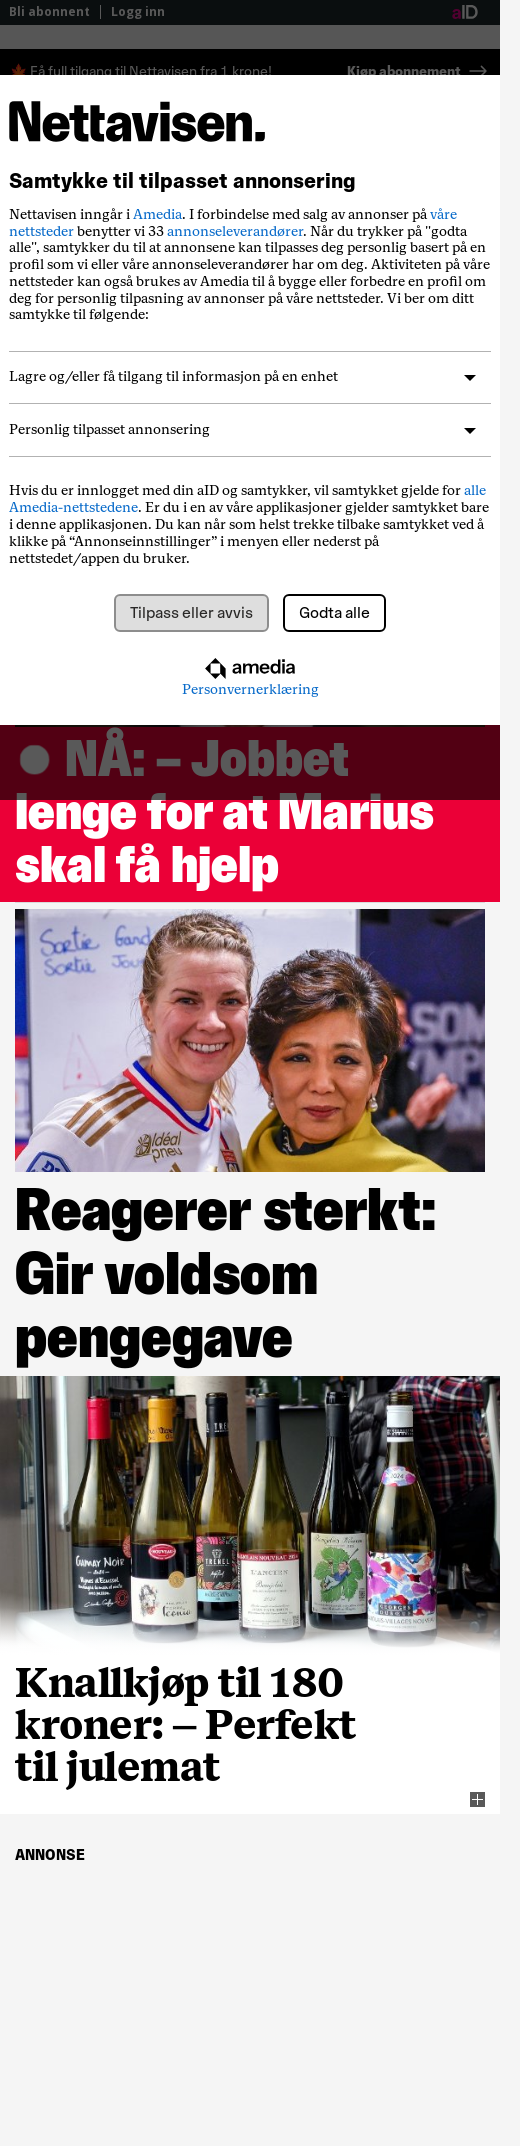 Bli abonnent
Logg inn
aID
Få full tilgang til Nettavisen fra 1 krone!
Kjøp abonnement
Nettavisen.
Samtykke til tilpasset annonsering
Nettavisen inngår i Amedia. I forbindelse med salg av annonser på våre
nettsteder benytter vi 33 annonseleverandører. Når du trykker på "godta
alle", samtykker du til at annonsene kan tilpasses deg personlig basert på en
profil som vi eller våre annonseleverandører har om deg. Aktiviteten på våre
nettsteder kan også brukes av Amedia til å bygge eller forbedre en profil om
deg for personlig tilpasning av annonser på våre nettsteder. Vi ber om ditt
samtykke til følgende:
Lagre og/eller få tilgang til informasjon på en enhet
Personlig tilpasset annonsering
Hvis du er innlogget med din aID og samtykker, vil samtykket gjelde for alle
Amedia-nettstedene. Er du i en av våre applikasjoner gjelder samtykket bare
i denne applikasjonen. Du kan når som helst trekke tilbake samtykket ved å
klikke på “Annonseinnstillinger” i menyen eller nederst på
nettstedet/appen du bruker.
Tilpass eller avvis
Godta alle
amedia
Personvernerklæring
NÅ: – Jobbet
lenge for at Marius
skal få hjelp
Sortie
Sortie
Idéal
pneu
Reagerer sterkt:
Gir voldsom
pengegave
Gamay Noir
TRENEL
L'ANCIEN
Iconia
Knallkjøp til 180
kroner: – Perfekt
til julemat
ANNONSE